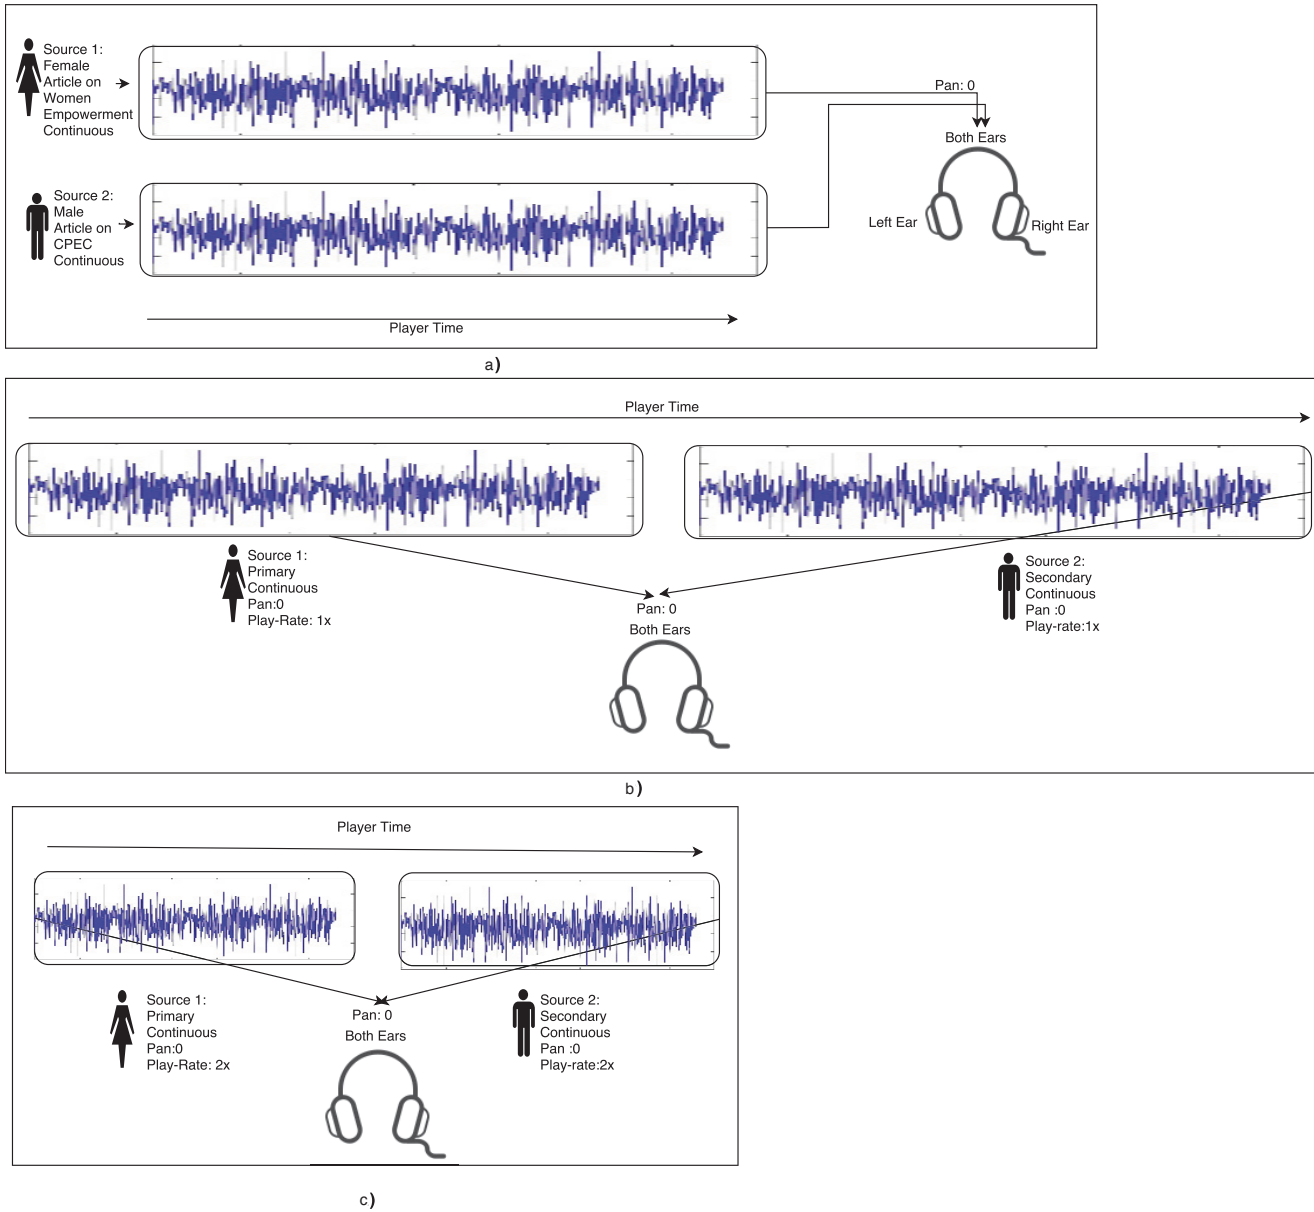 Source 1:
Female
Article on
Women
Empowerment
Continuous
Pan: 0
Both Ears
Source 2:
Male
Article on
CPEC
Continuous
Left Ear
Right Ear
Player Time
a)
Player Time
Source 1:
Primary
Continuous
Pan:0
Play-Rate: 1x
Source 2:
Secondary
Continuous
Pan :0
Play-rate:1x
Pan: 0
Both Ears
b)
Player Time
Source 1:
Primary
Continuous
Pan:0
Play-Rate: 2x
Pan: 0
Both Ears
Source 2:
Secondary
Continuous
Pan :0
Play-rate:2x
c)